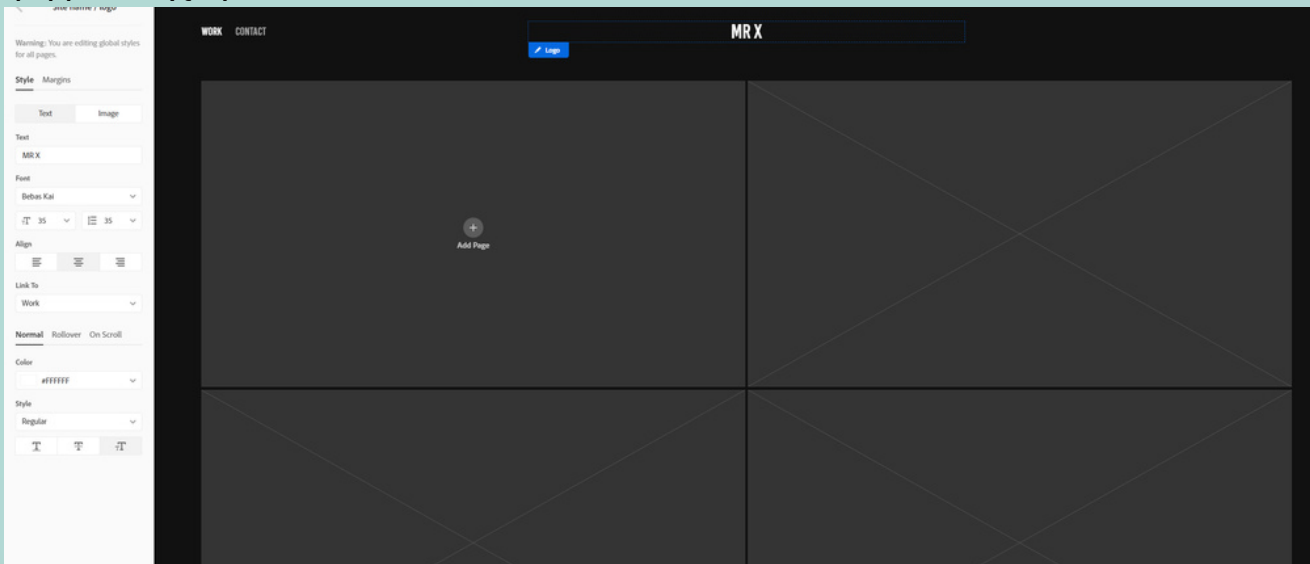 Site name / logo
Warning: You are editing global styles
for all pages.
Style Margins
Text Image
Text
MR X
Font
Bebas Kai
35 35
Align
Link To
Work
Normal Rollover On Scroll
Color
#FFFFFF
Style
Regular
WORK CONTACT
MR X
Logo
Add Page